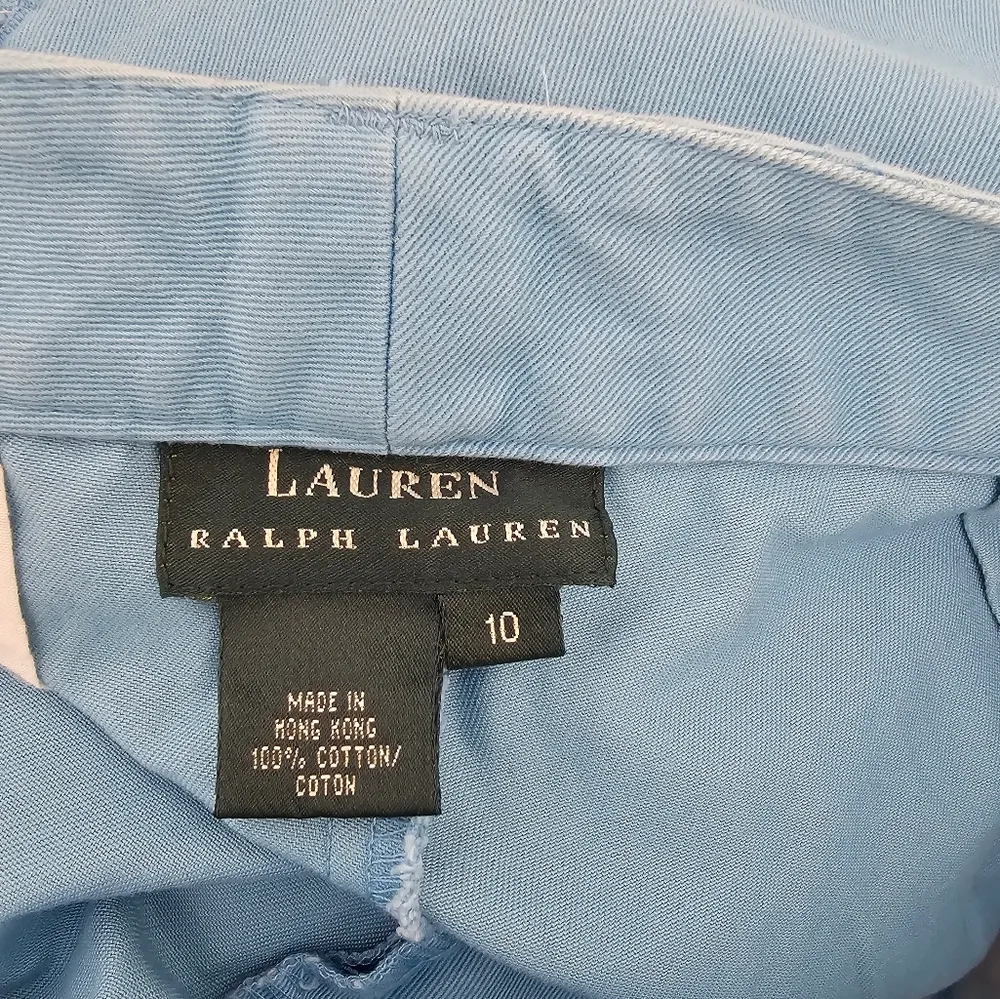 LAUREN
RALPH LAUREN
10
MADE IN
HONG KONG
100% COTTON/
COTON